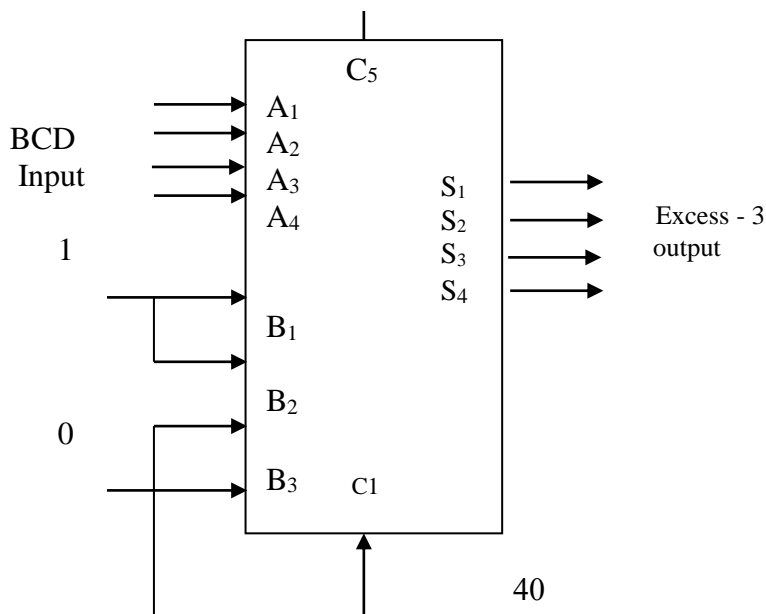 C₅
A₁
A₂
A₃
A₄
BCD
Input
S₁
S₂
S₃
S₄
Excess - 3
output
1
B₁
B₂
0
B₃
C1
40